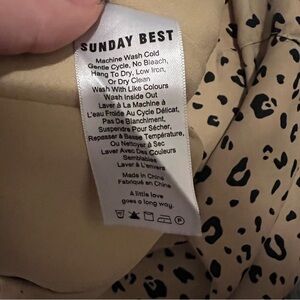 SUNDAY BEST
Machine Wash Cold
Gentle Cycle, No Bleach,
Hang To Dry, Low Iron,
Or Dry Clean
Wash With Like Colours
Wash Inside Out
Laver À La Machine À
L'eau Froide Au Cycle Délicat,
Pas De Blanchiment,
Suspendre Pour Sécher,
Repasser À Basse Température,
Ou Nettoyer À Sec
Laver Avec Des Couleurs
Semblables
Laver À L'envers
Made in China
Fabriqué en Chine
A little love
goes a long way.
P